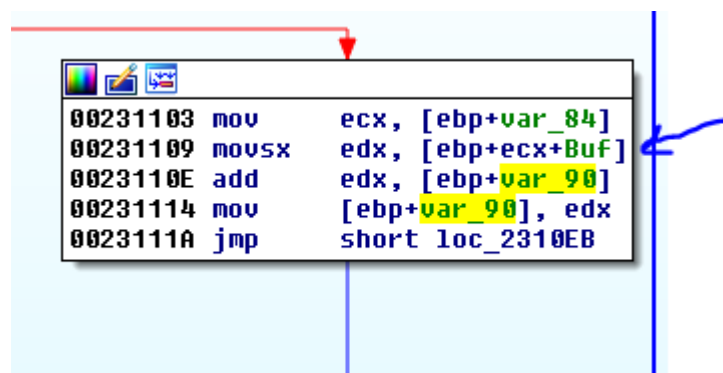 00231103 mov ecx, [ebp+var_84]
00231109 movsx edx, [ebp+ecx+Buf]
0023110E add edx, [ebp+var_90]
00231114 mov [ebp+var_90], edx
0023111A jmp short loc_2310EB